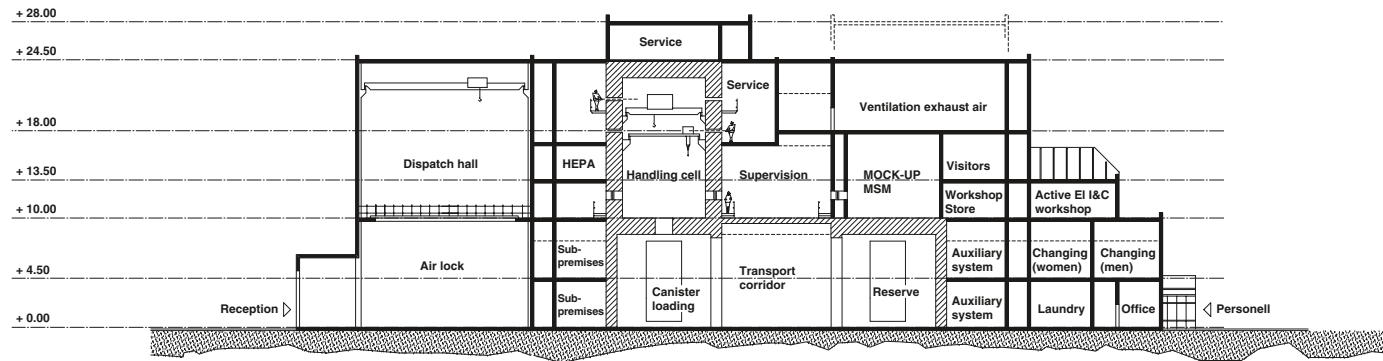 + 28.00
Service
+ 24.50
Service
Ventilation exhaust air
+ 18.00
Dispatch hall
HEPA
Handling cell
Supervision
MOCK-UP
MSM
Visitors
+ 13.50
Workshop
Store
Active EI I&C
workshop
+ 10.00
Air lock
Sub-
premises
Transport
corridor
Auxiliary
system
Changing
(women)
Changing
(men)
+ 4.50
Canister
loading
Reserve
Reception
Sub-
premises
Auxiliary
system
Laundry
Office
Personell
+ 0.00